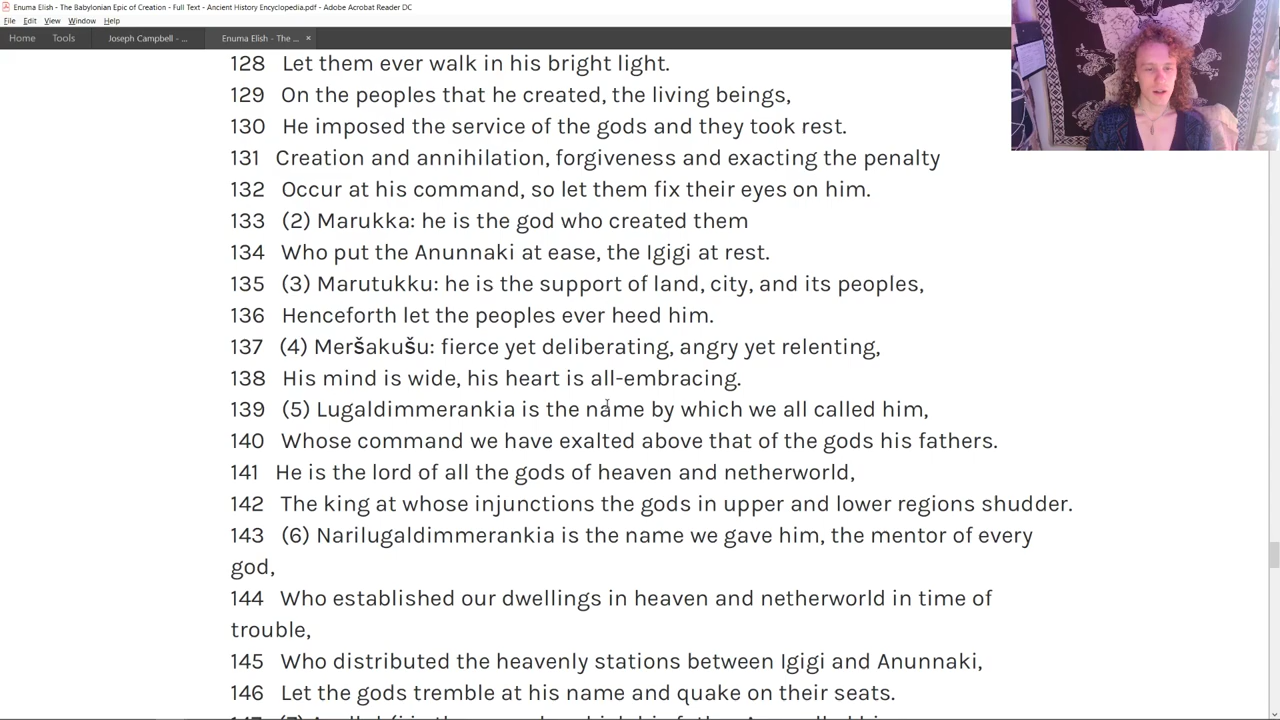 Enuma Elish - The Babylonian Epic of Creation - Full Text - Ancient History Encyclopedia.pdf - Adobe Acrobat Reader DC
File Edit View Window Help
Home Tools Joseph Campbell - ... Enuma Elish - The ... ×
128 Let them ever walk in his bright light.
129 On the peoples that he created, the living beings,
130 He imposed the service of the gods and they took rest.
131 Creation and annihilation, forgiveness and exacting the penalty
132 Occur at his command, so let them fix their eyes on him.
133 (2) Marukka: he is the god who created them
134 Who put the Anunnaki at ease, the Igigi at rest.
135 (3) Marutukku: he is the support of land, city, and its peoples,
136 Henceforth let the peoples ever heed him.
137 (4) Meršakušu: fierce yet deliberating, angry yet relenting,
138 His mind is wide, his heart is all-embracing.
139 (5) Lugaldimmerankia is the name by which we all called him,
140 Whose command we have exalted above that of the gods his fathers.
141 He is the lord of all the gods of heaven and netherworld,
142 The king at whose injunctions the gods in upper and lower regions shudder.
143 (6) Narilugaldimmerankia is the name we gave him, the mentor of every
god,
144 Who established our dwellings in heaven and netherworld in time of
trouble,
145 Who distributed the heavenly stations between Igigi and Anunnaki,
146 Let the gods tremble at his name and quake on their seats.